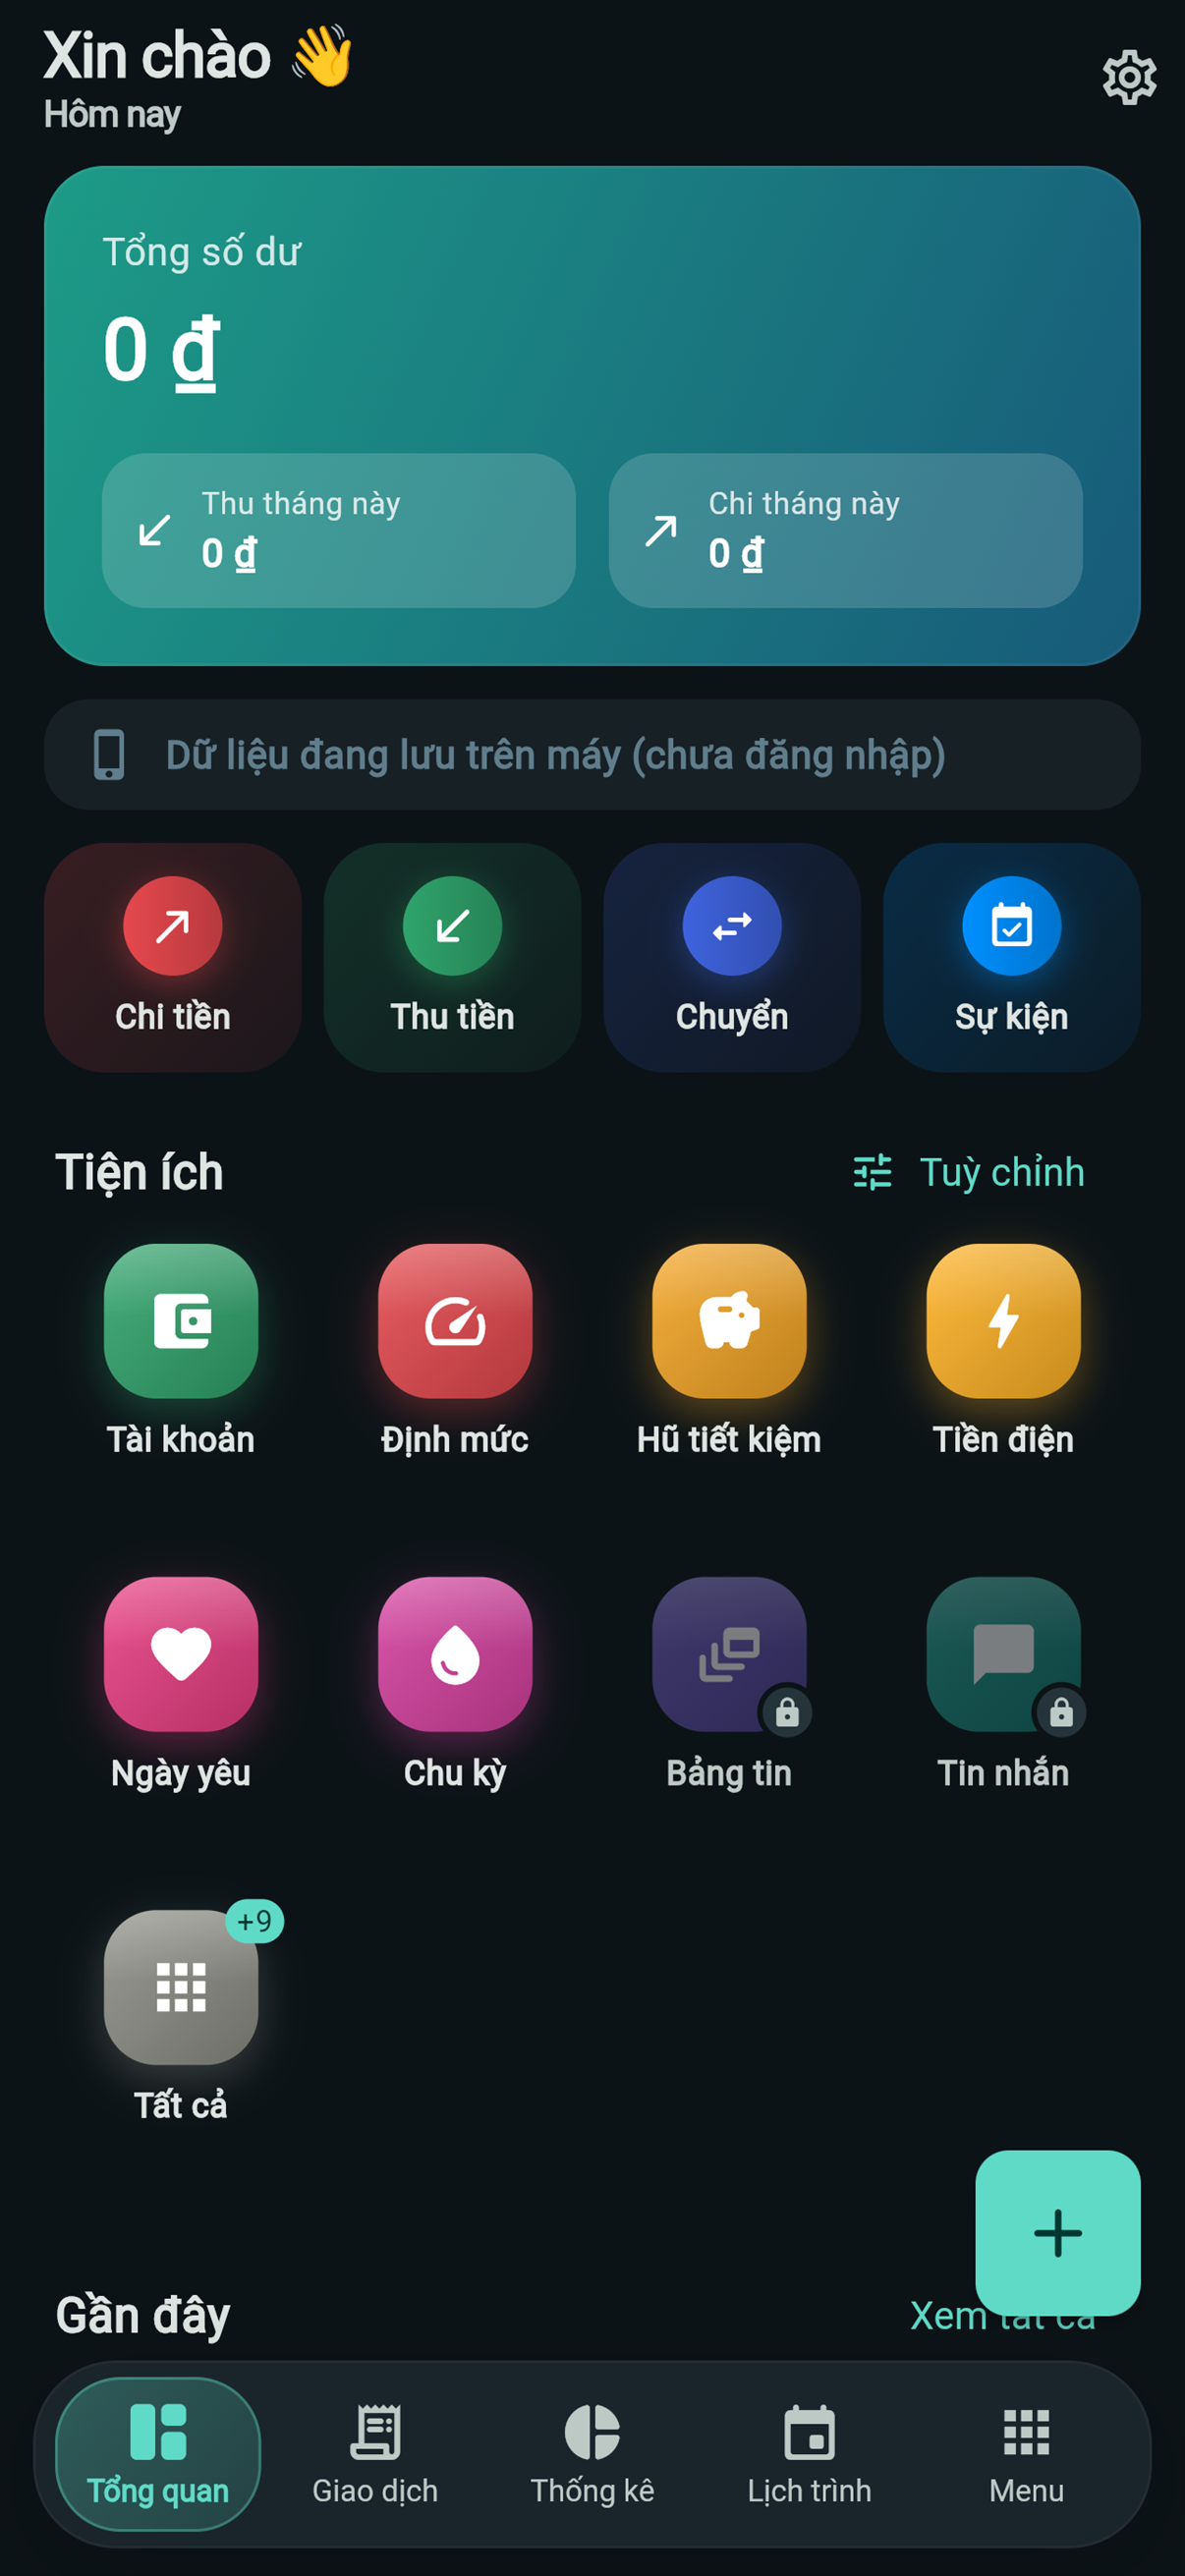 Xin chào 👋
Hôm nay
Tổng số dư
0 ₫
Thu tháng này
0 ₫
Chi tháng này
0 ₫
Dữ liệu đang lưu trên máy (chưa đăng nhập)
Chi tiền
Thu tiền
Chuyển
Sự kiện
Tiện ích
Tuỳ chỉnh
Tài khoản
Định mức
Hũ tiết kiệm
Tiền điện
Ngày yêu
Chu kỳ
Bảng tin
Tin nhắn
+9
Tất cả
Gần đây
Xem tất cả
Tổng quan
Giao dịch
Thống kê
Lịch trình
Menu